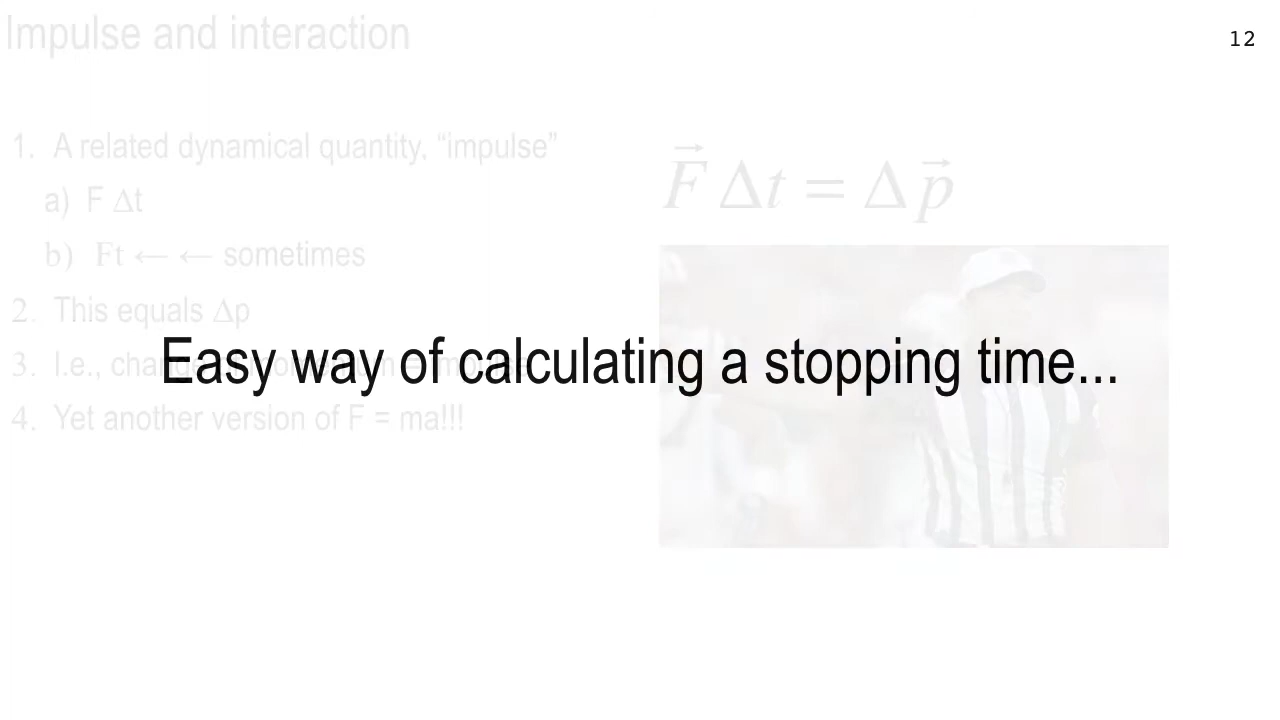 Impulse and interaction
12
1. A related dynamical quantity, “impulse”
a) F Δt
b) Ft ← ← sometimes
2. This equals Δp
3. I.e.,
4. Yet another version of F = ma!!!
F⃗ Δt = Δp⃗
Easy way of calculating a stopping time...